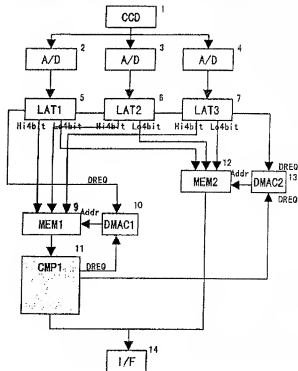 1
CCD
2 3 4
A/D A/D A/D
5 6 7
LAT1 LAT2 LAT3
Hi4bit Lo4bit Hi4bit Lo4bit Hi4bit Lo4bit
DREQ
12
MEM2 Addr DMAC2 13
DREQ
DREQ
9 10
MEM1 Addr DMAC1
11
CMP1 DREQ
14
I/F